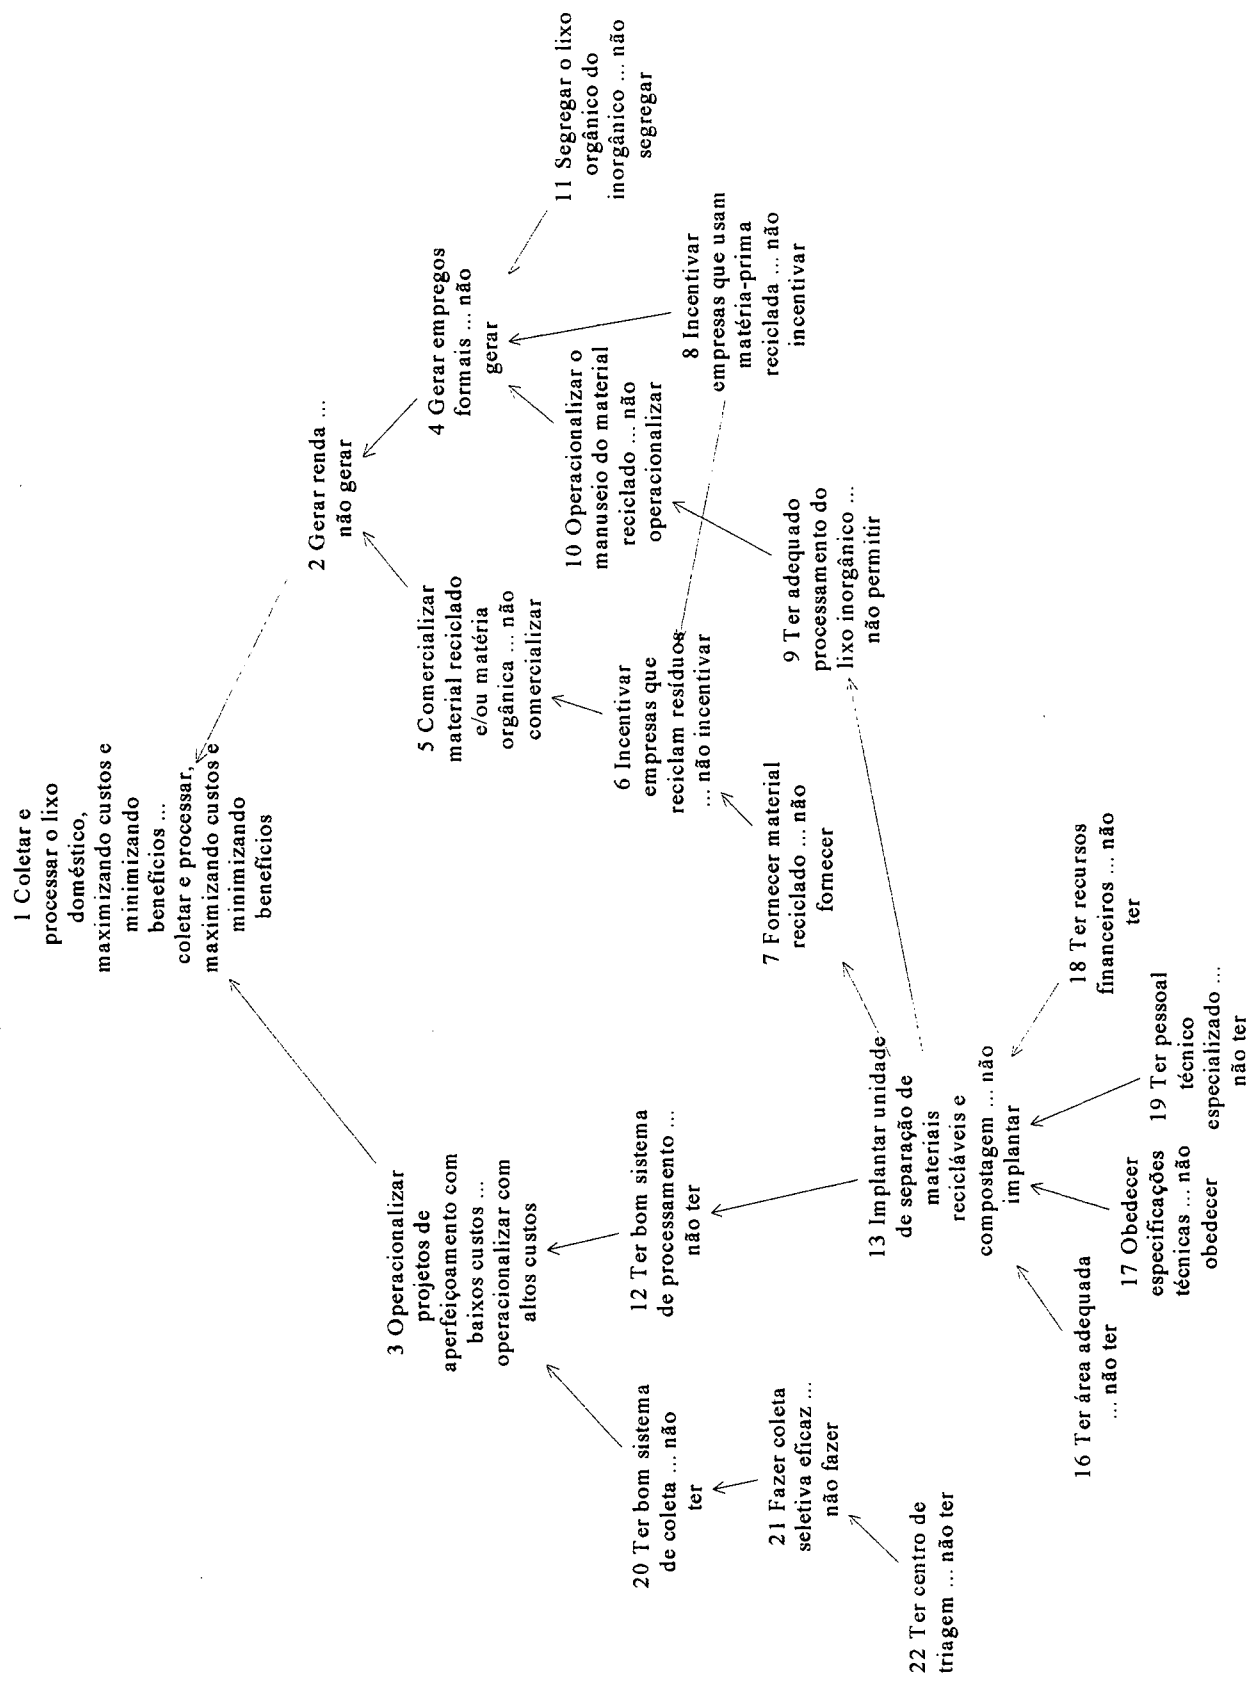 1 Coletar e
processar o lixo
doméstico,
maximizando custos e
minimizando
benefícios ...
coletar e processar,
maximizando custos e
minimizando
benefícios
2 Gerar renda ...
não gerar
3 Operacionalizar
projetos de
aperfeiçoamento com
baixos custos ...
operacionalizar com
altos custos
5 Comercializar
material reciclado
e/ou matéria
orgânica ... não
comercializar
4 Gerar empregos
formais ... não
gerar
20 Ter bom sistema
de coleta ... não
ter
12 Ter bom sistema
de processamento ...
não ter
6 Incentivar
empresas que
reciclam resíduos
... não incentivar
10 Operacionalizar o
manuseio do material
reciclado ... não
operacionalizar
8 Incentivar
empresas que usam
matéria-prima
reciclada ... não
incentivar
11 Segregar o lixo
orgânico do
inorgânico ... não
segregar
21 Fazer coleta
seletiva eficaz ...
não fazer
7 Fornecer material
reciclado ... não
fornecer
9 Ter adequado
processamento do
lixo inorgânico ...
não permitir
22 Ter centro de
triagem ... não ter
13 Implantar unidade
de separação de
materiais
recicláveis e
compostagem ... não
implantar
16 Ter área adequada
... não ter
17 Obedecer
especificações
técnicas ... não
obedecer
19 Ter pessoal
técnico
especializado ...
não ter
18 Ter recursos
financeiros ... não
ter